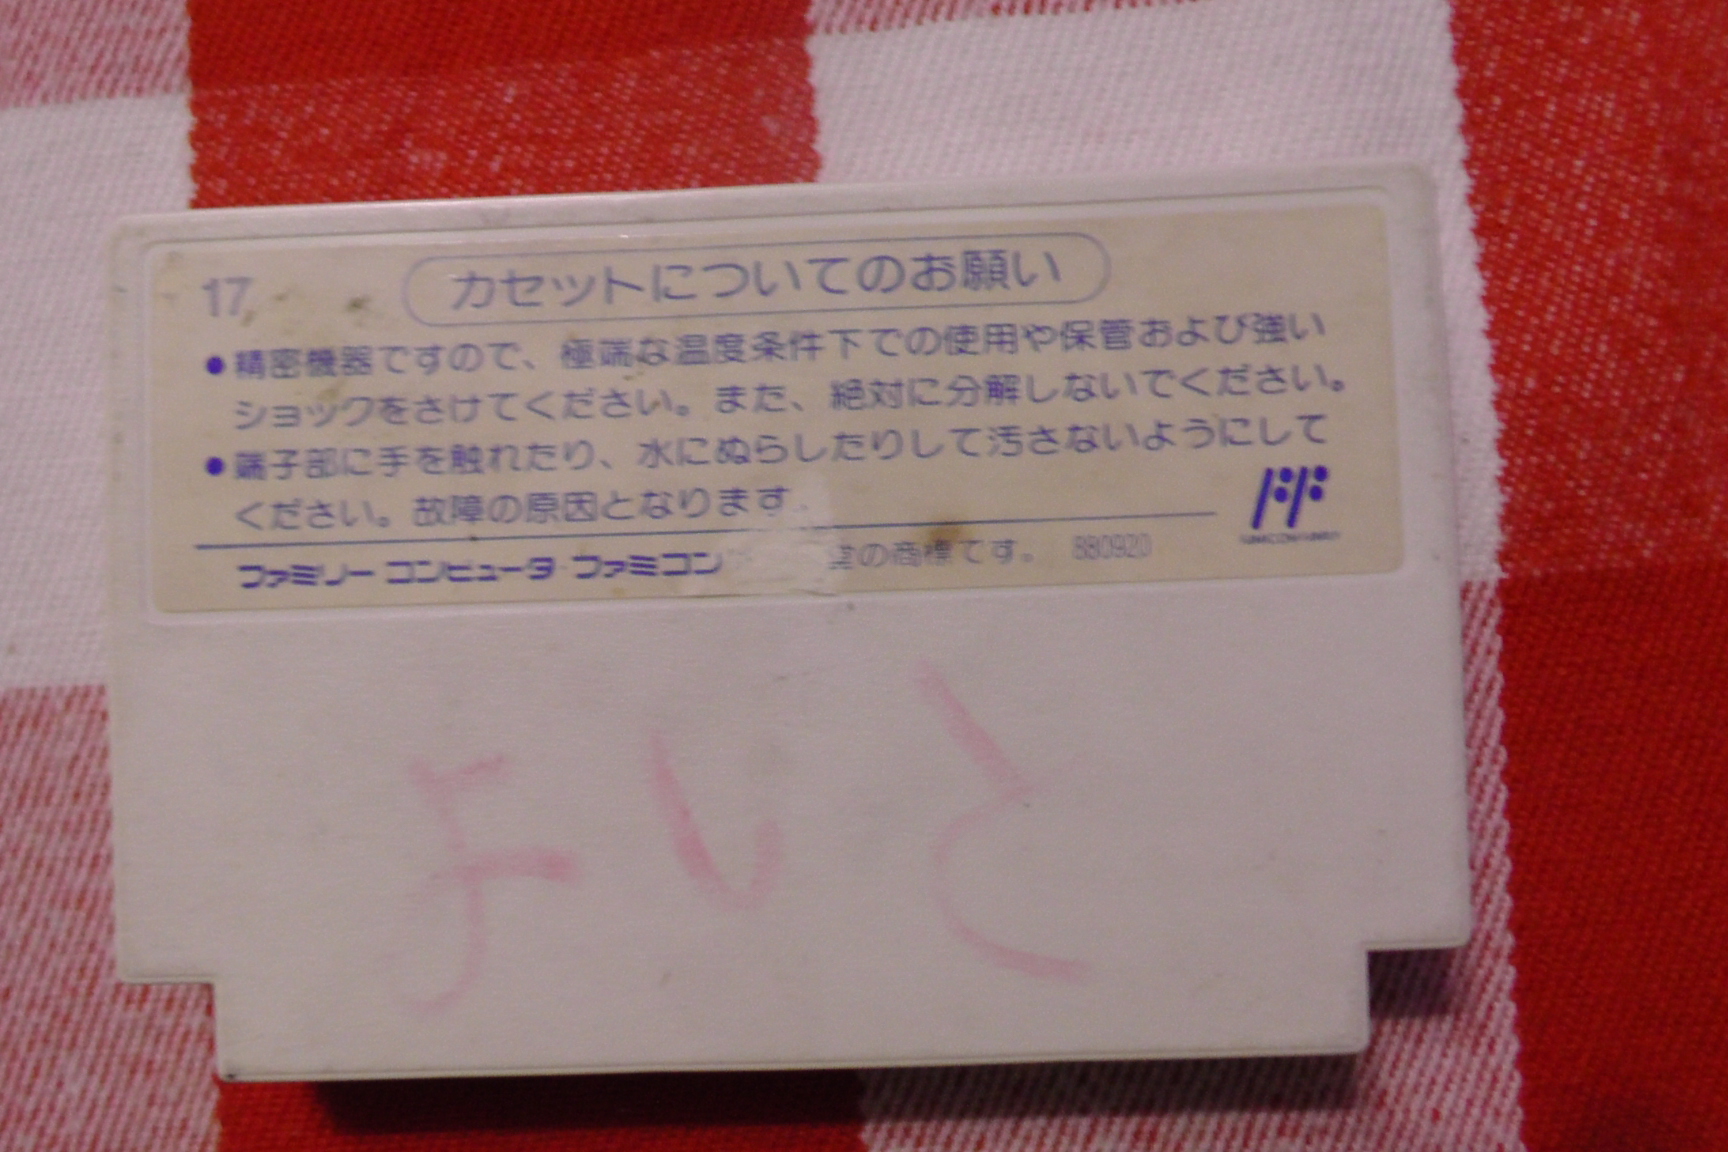 17
カセットについてのお願い
●精密機器ですので、極端な温度条件下での使用や保管および強い
ショックをさけてください。また、絶対に分解しないでください。
●端子部に手を触れたり、水にぬらしたりして汚さないようにして
ください。故障の原因となります。
ファミリーコンピュータ・ファミコン 堂の商標です。 880920